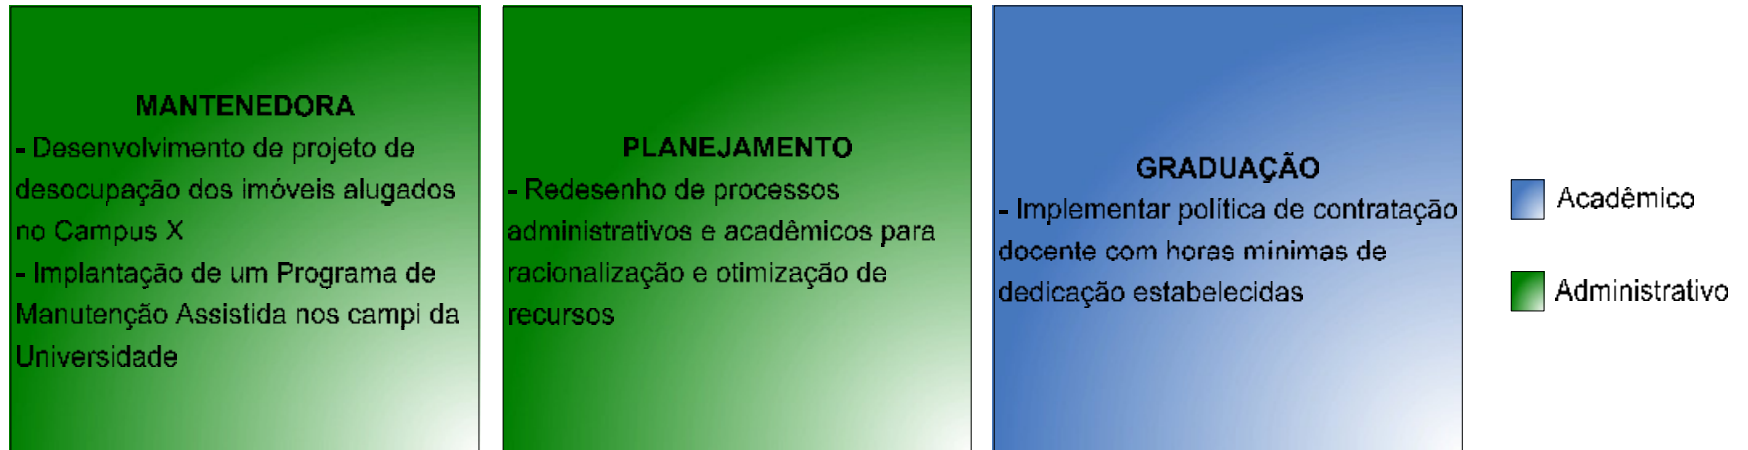 MANTENEDORA
- Desenvolvimento de projeto de
desocupação dos imóveis alugados
no Campus X
- Implantação de um Programa de
Manutenção Assistida nos campi da
Universidade
PLANEJAMENTO
- Redesenho de processos
administrativos e acadêmicos para
racionalização e otimização de
recursos
GRADUAÇÃO
- Implementar política de contratação
docente com horas mínimas de
dedicação estabelecidas
Acadêmico
Administrativo